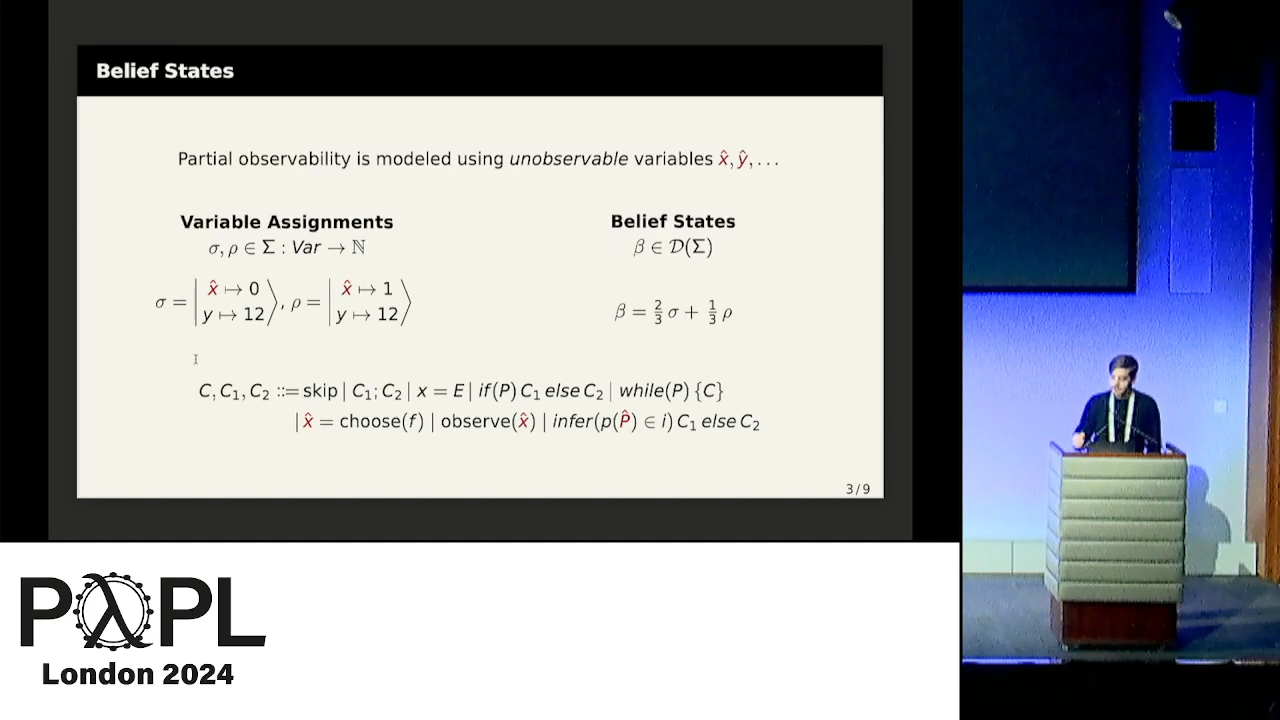 Belief States
Partial observability is modeled using unobservable variables x̂, ŷ, . . .
Variable Assignments
σ, ρ ∈ Σ : Var → ℕ
σ = | x̂ ↦ 0 y ↦ 12 ⟩, ρ = | x̂ ↦ 1 y ↦ 12 ⟩
Belief States
β ∈ 𝒟(Σ)
β = 2/3 σ + 1/3 ρ
C, C₁, C₂ ::= skip | C₁; C₂ | x = E | if(P) C₁ else C₂ | while(P) {C}
| x̂ = choose(f) | observe(x̂) | infer(p(P̂) ∈ i) C₁ else C₂
3/9
PλPL
London 2024